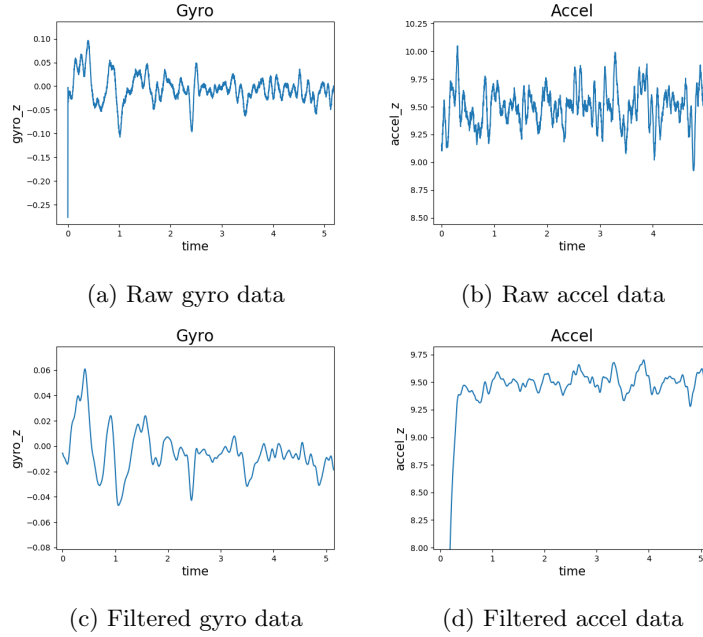 Gyro
gyro_z
0.10
0.05
0.00
−0.05
−0.10
−0.15
−0.20
−0.25
0 1 2 3 4 5
time
(a) Raw gyro data
Accel
accel_z
10.25
10.00
9.75
9.50
9.25
9.00
8.75
8.50
0 1 2 3 4
time
(b) Raw accel data
Gyro
gyro_z
0.06
0.04
0.02
0.00
−0.02
−0.04
−0.06
−0.08
0 1 2 3 4 5
time
(c) Filtered gyro data
Accel
accel_z
9.75
9.50
9.25
9.00
8.75
8.50
8.25
8.00
0 1 2 3 4 5
time
(d) Filtered accel data